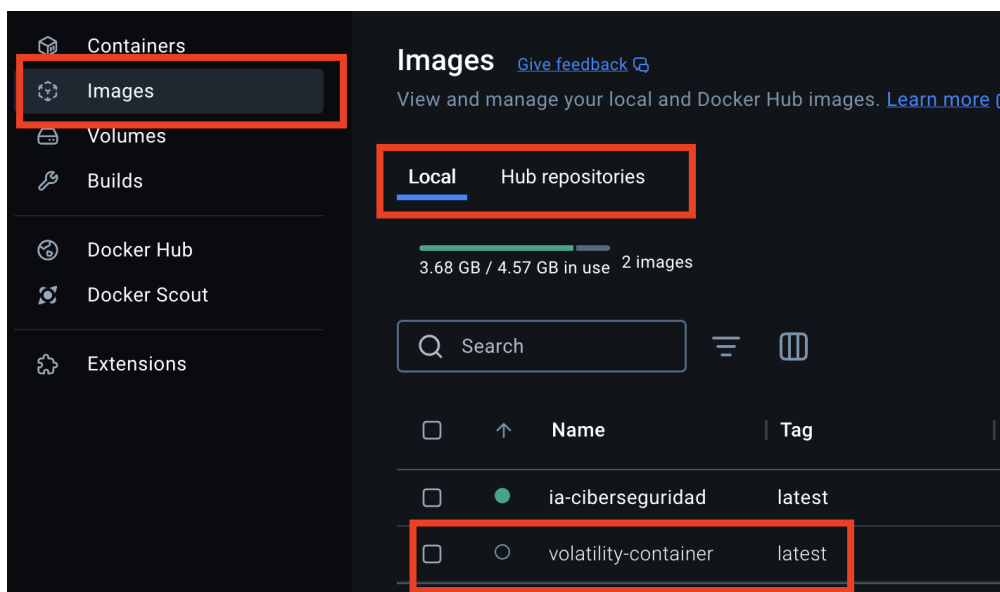 Containers
Images
Volumes
Builds
Docker Hub
Docker Scout
Extensions
Images Give feedback
View and manage your local and Docker Hub images. Learn more
Local Hub repositories
3.68 GB / 4.57 GB in use 2 images
Search
Name Tag
ia-ciberseguridad latest
volatility-container latest